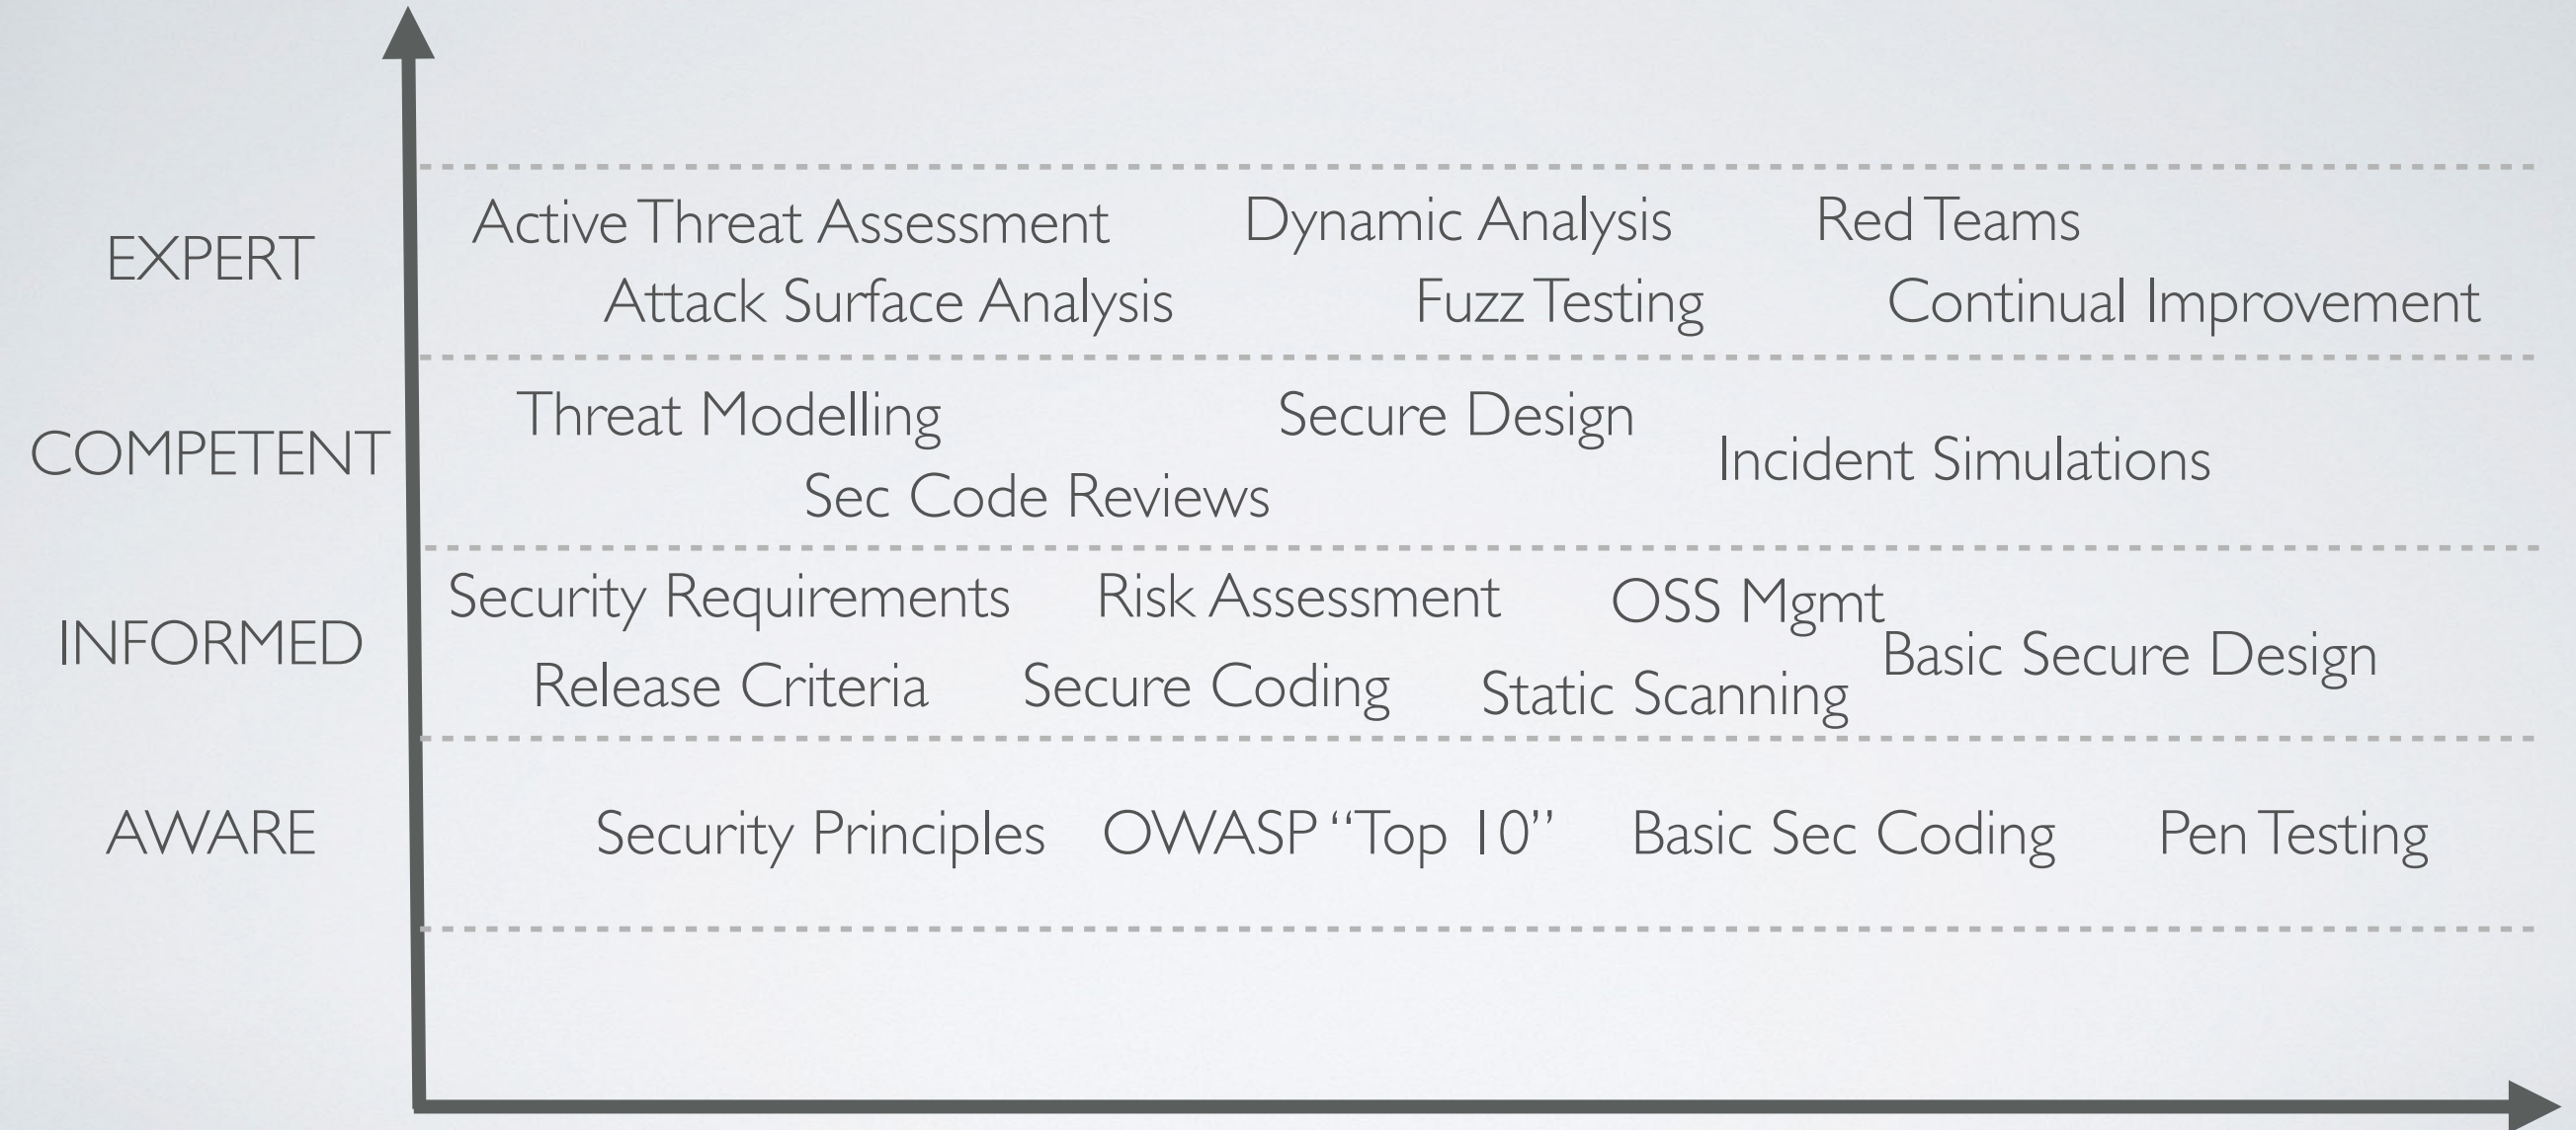 EXPERT
Active Threat Assessment
Dynamic Analysis
Red Teams
Attack Surface Analysis
Fuzz Testing
Continual Improvement
COMPETENT
Threat Modelling
Secure Design
Incident Simulations
Sec Code Reviews
INFORMED
Security Requirements
Risk Assessment
OSS Mgmt
Basic Secure Design
Release Criteria
Secure Coding
Static Scanning
AWARE
Security Principles
OWASP “Top 10”
Basic Sec Coding
Pen Testing